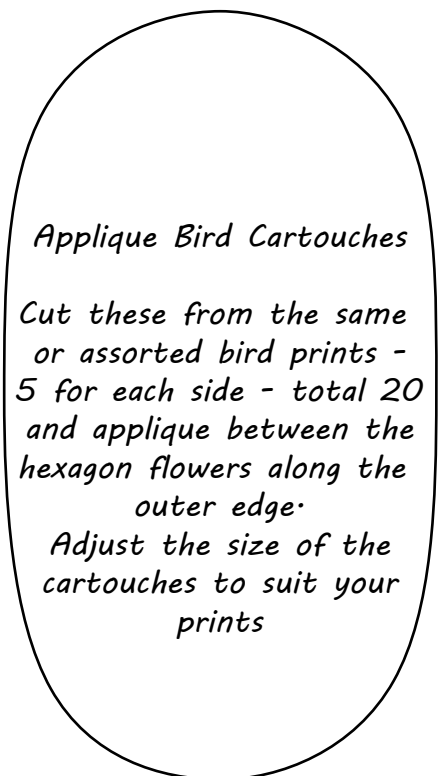 Applique Bird Cartouches
Cut these from the same
or assorted bird prints -
5 for each side - total 20
and applique between the
hexagon flowers along the
outer edge·
Adjust the size of the
cartouches to suit your
prints